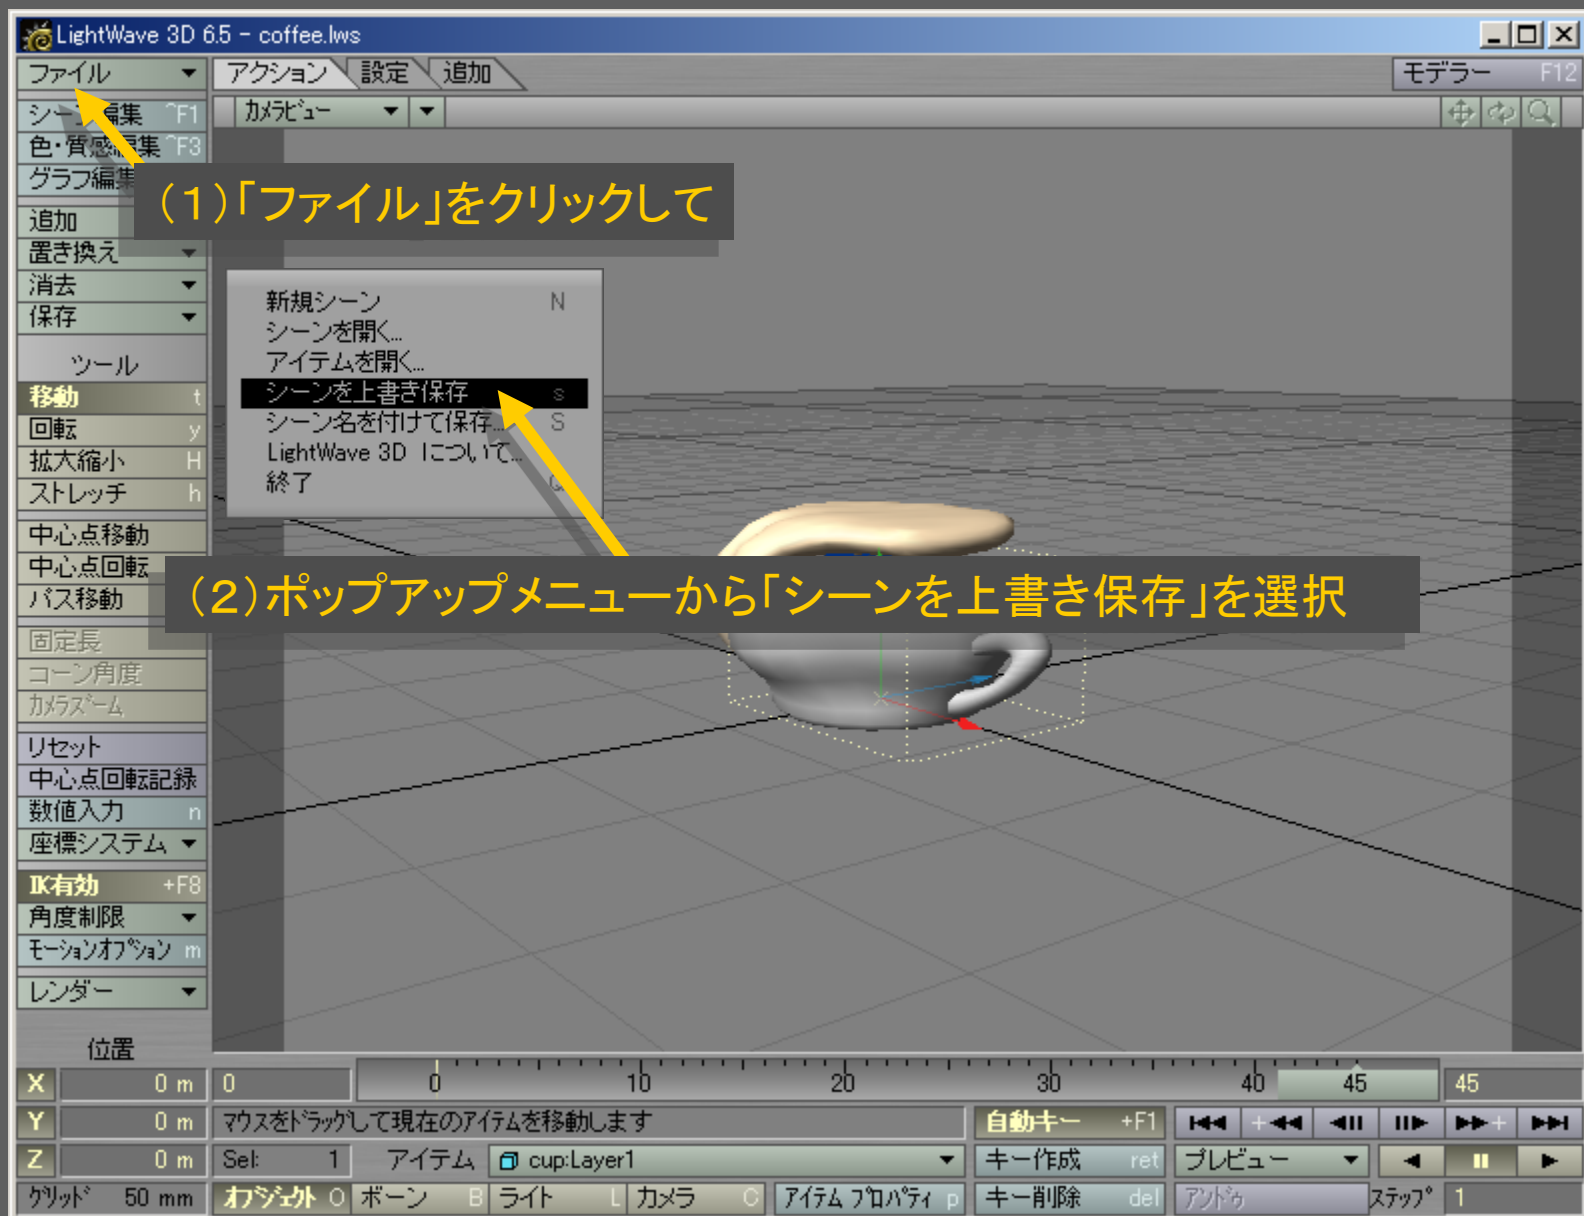 LightWave 3D 6.5 - coffee.lws
ファイル
アクション 設定 追加
モデラー F12
シーン編集 ^F1
カメラビュー
色・質感編集 ^F3
グラフ編集
(1)「ファイル」をクリックして
追加
置き換え
消去
保存
新規シーン N
シーンを開く...
アイテムを開く...
シーンを上書き保存 s
シーン名を付けて保存... S
LightWave 3D について...
終了 Q
ツール
移動 t
回転 y
拡大縮小 H
ストレッチ h
中心点移動
中心点回転
パス移動
(2)ポップアップメニューから「シーンを上書き保存」を選択
固定長
コーン角度
カメラズーム
リセット
中心点回転記録
数値入力 n
座標システム
IK有効 +F8
角度制限
モーションオプション m
レンダー
位置
X 0 m 0 0 10 20 30 40 45 45
Y 0 m マウスをドラッグして現在のアイテムを移動します 自動キー +F1
Z 0 m Sel: 1 アイテム cup:Layer1 キー作成 ret プレビュー
グリッド 50 mm オブジェクト O ボーン B ライト L カメラ C アイテム プロパティ p キー削除 del アンドゥ ステップ 1